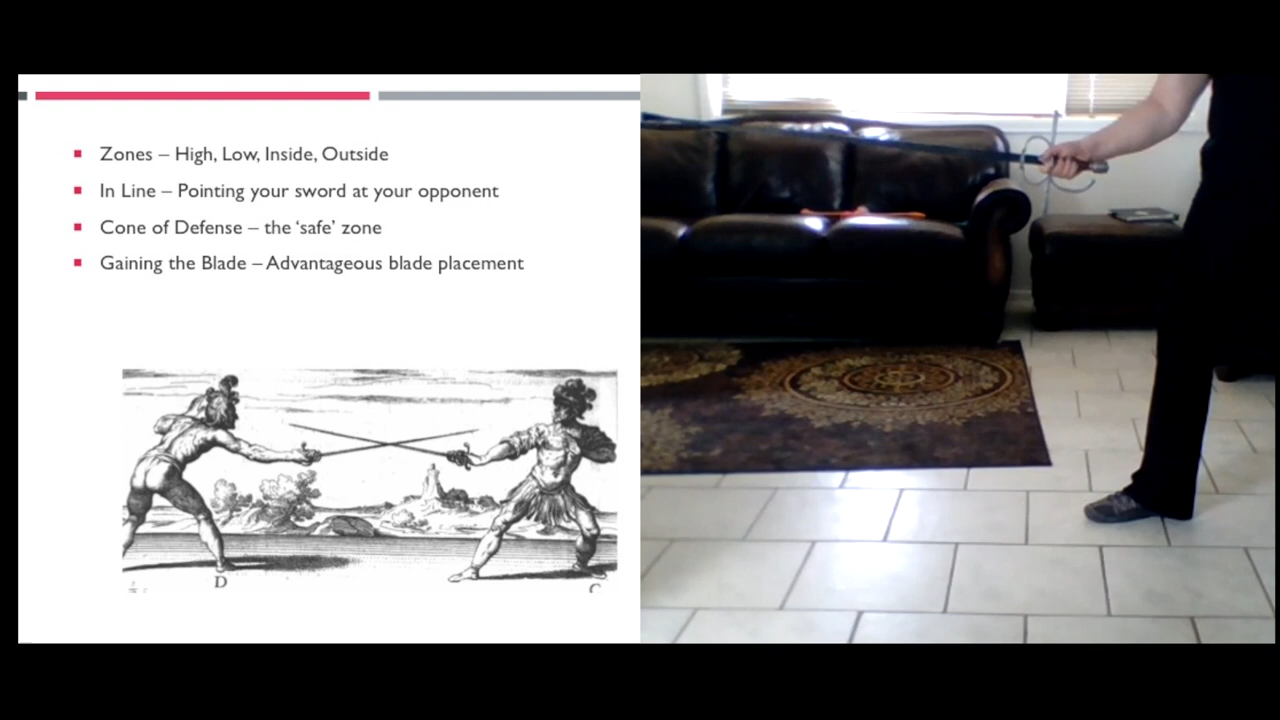 Zones – High, Low, Inside, Outside
In Line – Pointing your sword at your opponent
Cone of Defense – the ‘safe’ zone
Gaining the Blade – Advantageous blade placement
D
C